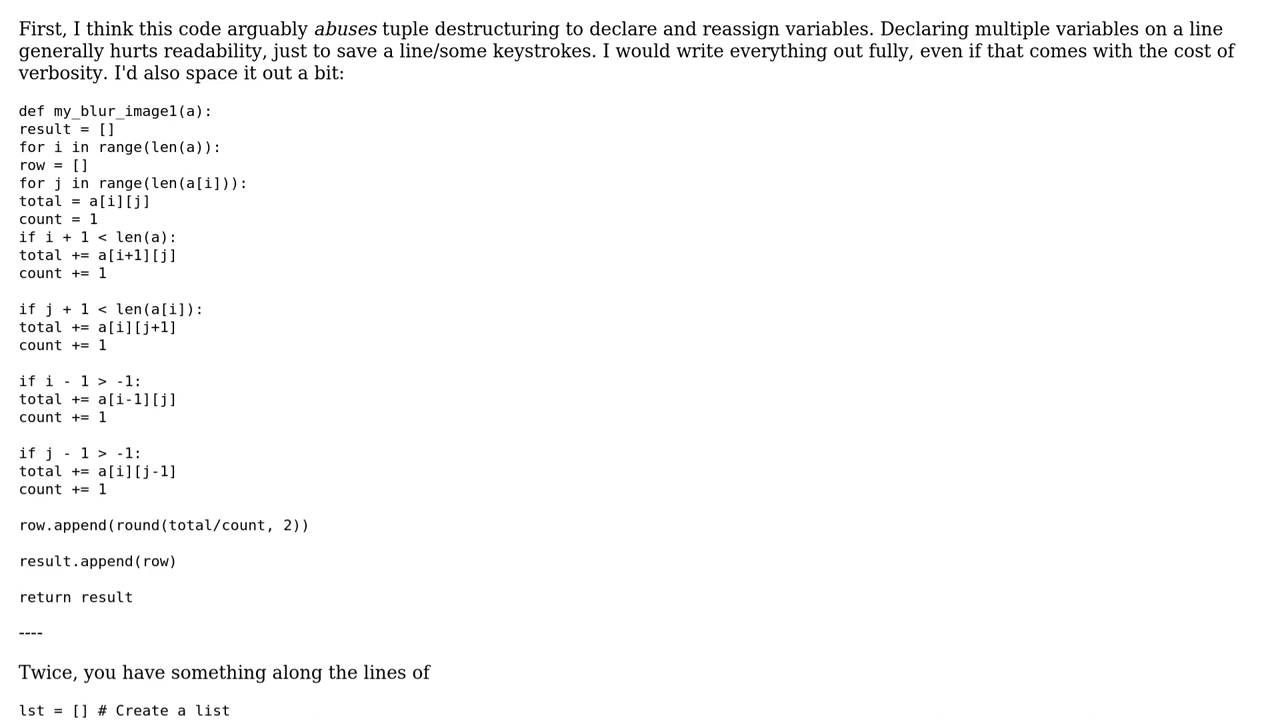 First, I think this code arguably abuses tuple destructuring to declare and reassign variables. Declaring multiple variables on a line
generally hurts readability, just to save a line/some keystrokes. I would write everything out fully, even if that comes with the cost of
verbosity. I'd also space it out a bit:
def my_blur_image1(a):
result = []
for i in range(len(a)):
row = []
for j in range(len(a[i])):
total = a[i][j]
count = 1
if i + 1 < len(a):
total += a[i+1][j]
count += 1
if j + 1 < len(a[i]):
total += a[i][j+1]
count += 1
if i - 1 > -1:
total += a[i-1][j]
count += 1
if j - 1 > -1:
total += a[i][j-1]
count += 1
row.append(round(total/count, 2))
result.append(row)
return result
----
Twice, you have something along the lines of
lst = [] # Create a list